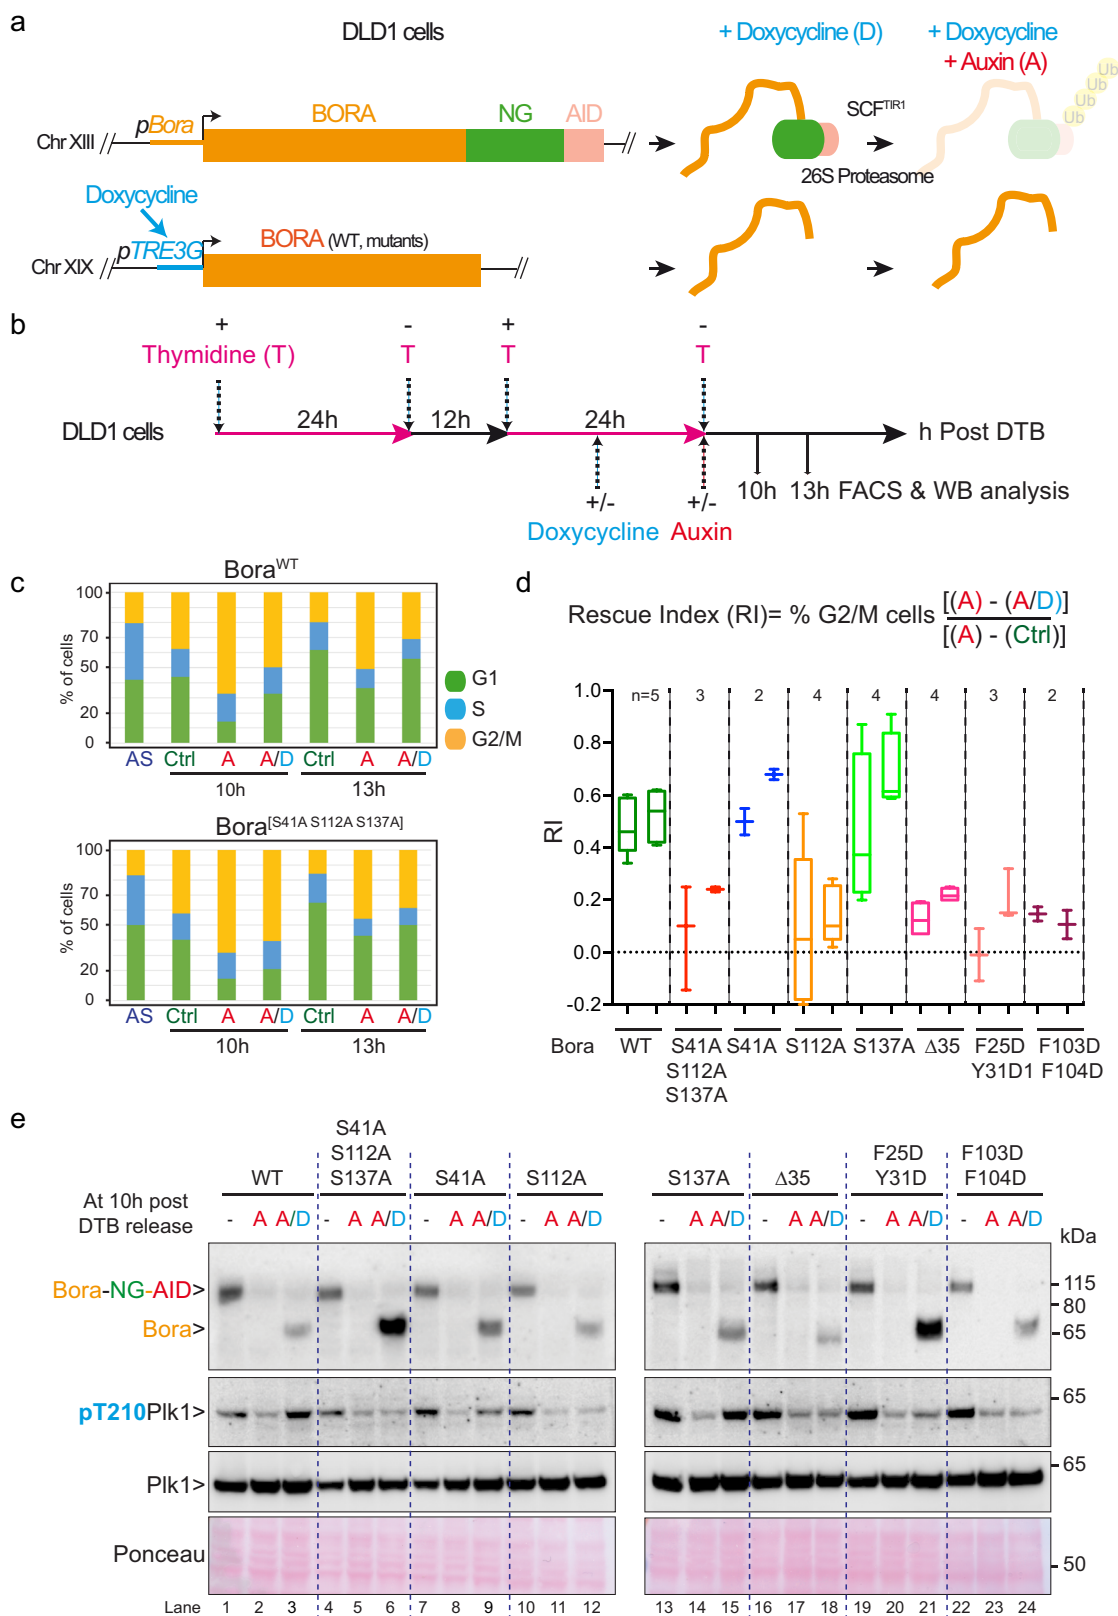 a
DLD1 cells
+ Doxycycline (D)
+ Doxycycline
+ Auxin (A)
Ub
Ub
Ub
Ub
pBora
BORA
NG
AID
SCFTIR1
Chr XIII
26S Proteasome
Doxycycline
pTRE3G
BORA (WT, mutants)
Chr XIX
b
+ - + -
Thymidine (T) T T T
24h 12h 24h
DLD1 cells
h Post DTB
+/- +/- 10h 13h FACS & WB analysis
Doxycycline Auxin
c
BoraWT
100
70
50
20
0
% of cells
AS Ctrl A A/D Ctrl A A/D
10h 13h
G1
S
G2/M
Bora[S41A S112A S137A]
100
70
50
20
0
% of cells
AS Ctrl A A/D Ctrl A A/D
10h 13h
d
Rescue Index (RI)= % G2/M cells [(A) - (A/D)]
[(A) - (Ctrl)]
n=5 3 2 4 4 4 3 2
1.0
0.8
0.6
0.4
0.2
0.0
-0.2
RI
Bora WT S41A S41A S112A S137A Δ35 F25D F103D
S112A Y31D1 F104D
S137A
e
S41A
S112A F25D F103D
WT S137A S41A S112A S137A Δ35 Y31D F104D
At 10h post
DTB release
- A A/D - A A/D - A A/D - A A/D - A A/D - A A/D - A A/D - A A/D
kDa
Bora-NG-AID> 115
80
Bora> 65
pT210Plk1> 65
Plk1> 65
Ponceau 50
Lane 1 2 3 4 5 6 7 8 9 10 11 12 13 14 15 16 17 18 19 20 21 22 23 24